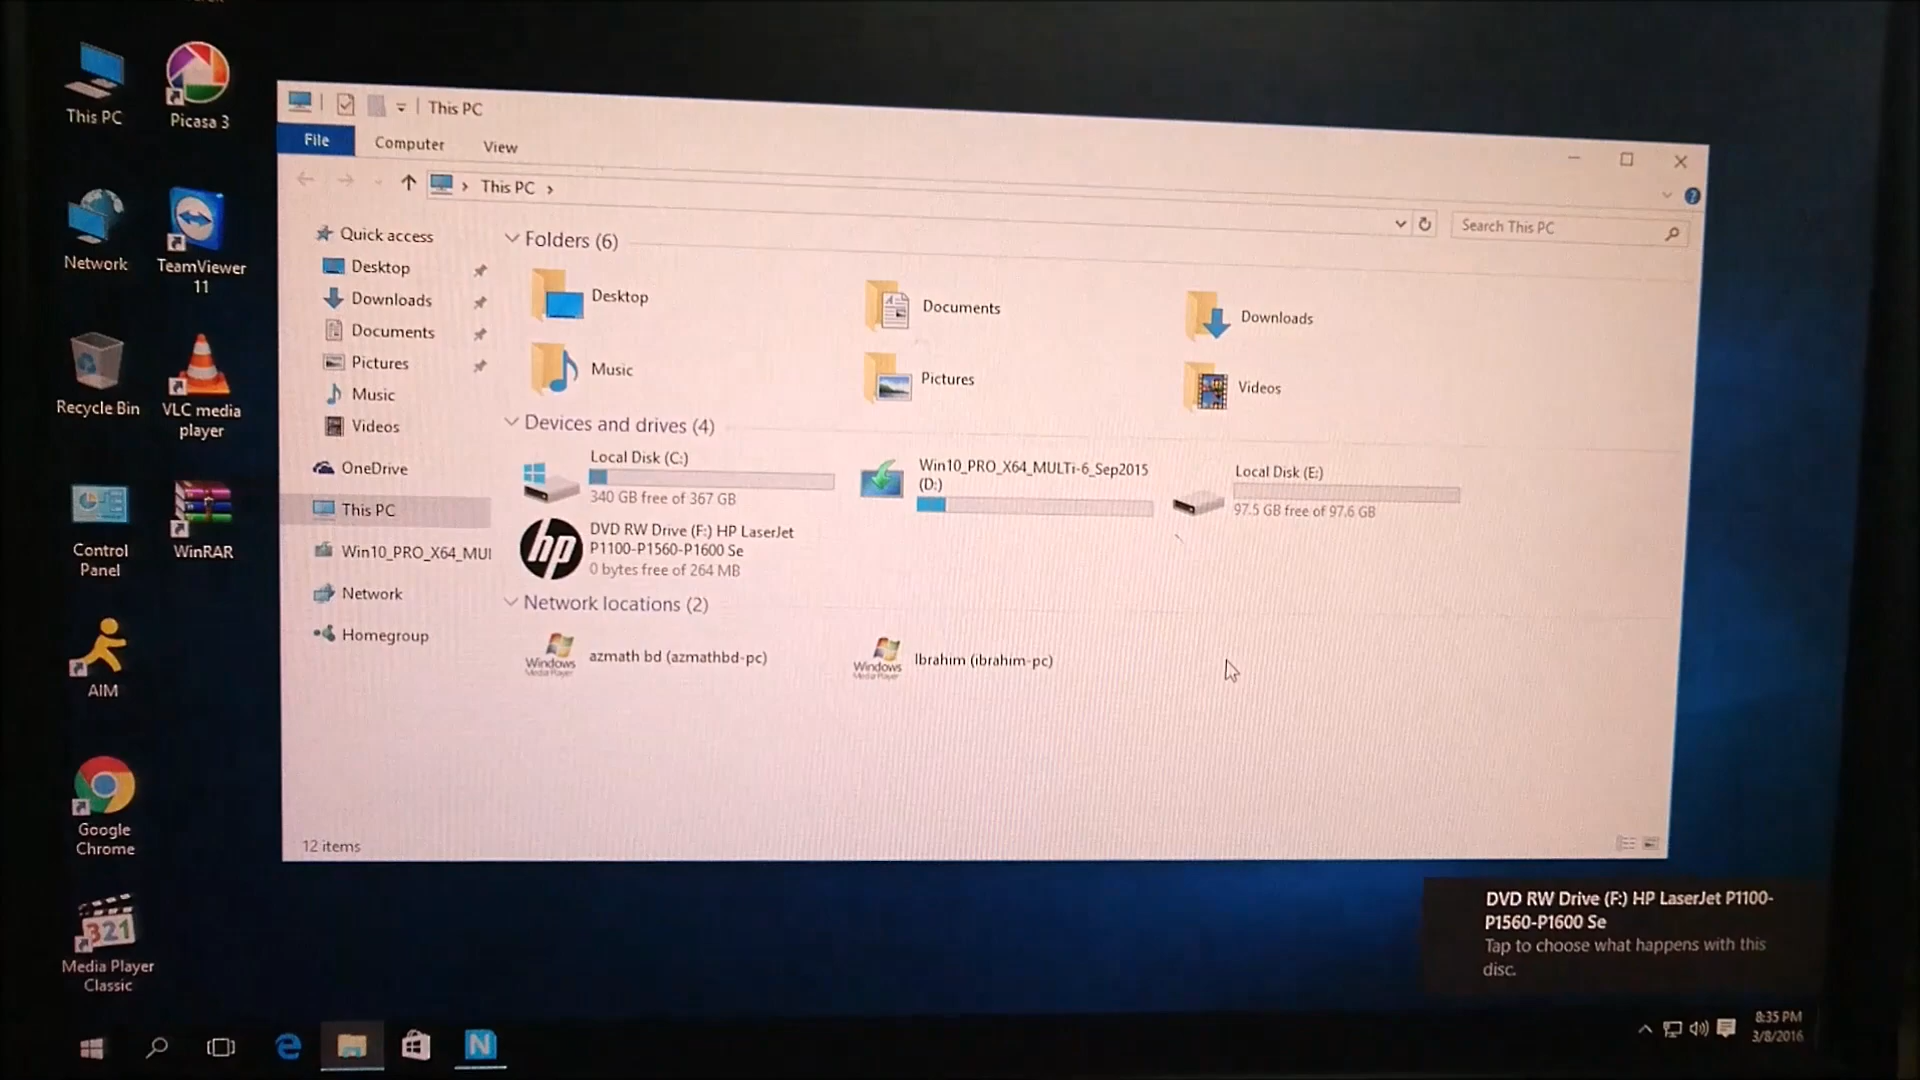 This PC
Picasa 3
Network
TeamViewer
11
Recycle Bin
VLC media
player
Control
Panel
WinRAR
AIM
Google
Chrome
321
Media Player
Classic
This PC
File
Computer
View
This PC
Search This PC
Quick access
Desktop
Downloads
Documents
Pictures
Music
Videos
OneDrive
This PC
Win10_PRO_X64_MUI
Network
Homegroup
Folders (6)
Desktop
Documents
Downloads
Music
Pictures
Videos
Devices and drives (4)
Local Disk (C:)
340 GB free of 367 GB
Win10_PRO_X64_MULTi-6_Sep2015
(D:)
Local Disk (E:)
97.5 GB free of 97.6 GB
hp
DVD RW Drive (F:) HP LaserJet
P1100-P1560-P1600 Se
0 bytes free of 264 MB
Network locations (2)
Windows
Media Player
azmath bd (azmathbd-pc)
Windows
Media Player
Ibrahim (ibrahim-pc)
12 items
DVD RW Drive (F:) HP LaserJet P1100-
P1560-P1600 Se
Tap to choose what happens with this
disc.
N
8:35 PM
3/8/2016